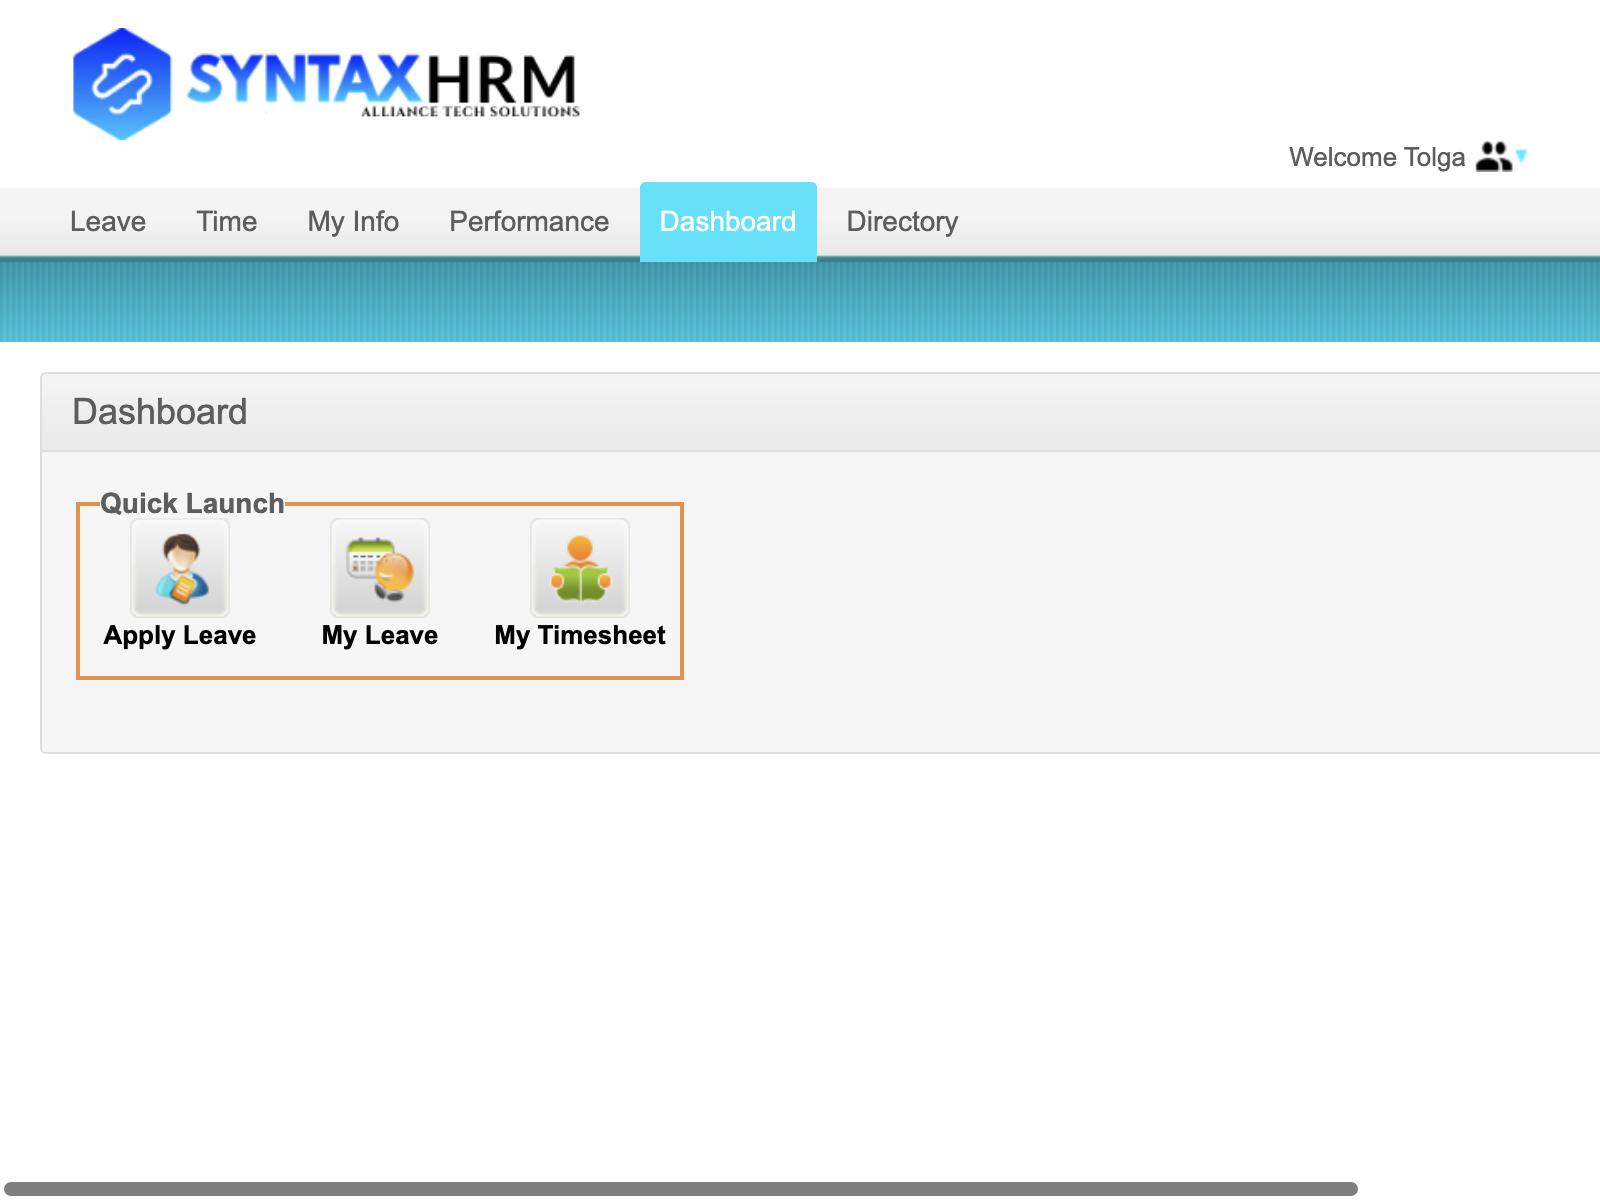 SYNTAXHRM
ALLIANCE TECH SOLUTIONS
Welcome Tolga
Leave Time My Info Performance Dashboard Directory
Dashboard
Quick Launch
Apply Leave My Leave My Timesheet